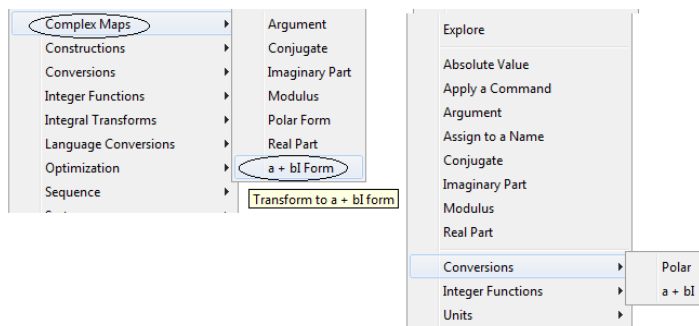 Complex Maps
Constructions
Conversions
Integer Functions
Integral Transforms
Language Conversions
Optimization
Sequence
Argument
Conjugate
Imaginary Part
Modulus
Polar Form
Real Part
a + bI Form
Transform to a + bI form
Explore
Absolute Value
Apply a Command
Argument
Assign to a Name
Conjugate
Imaginary Part
Modulus
Real Part
Conversions
Integer Functions
Units
Polar
a + bI